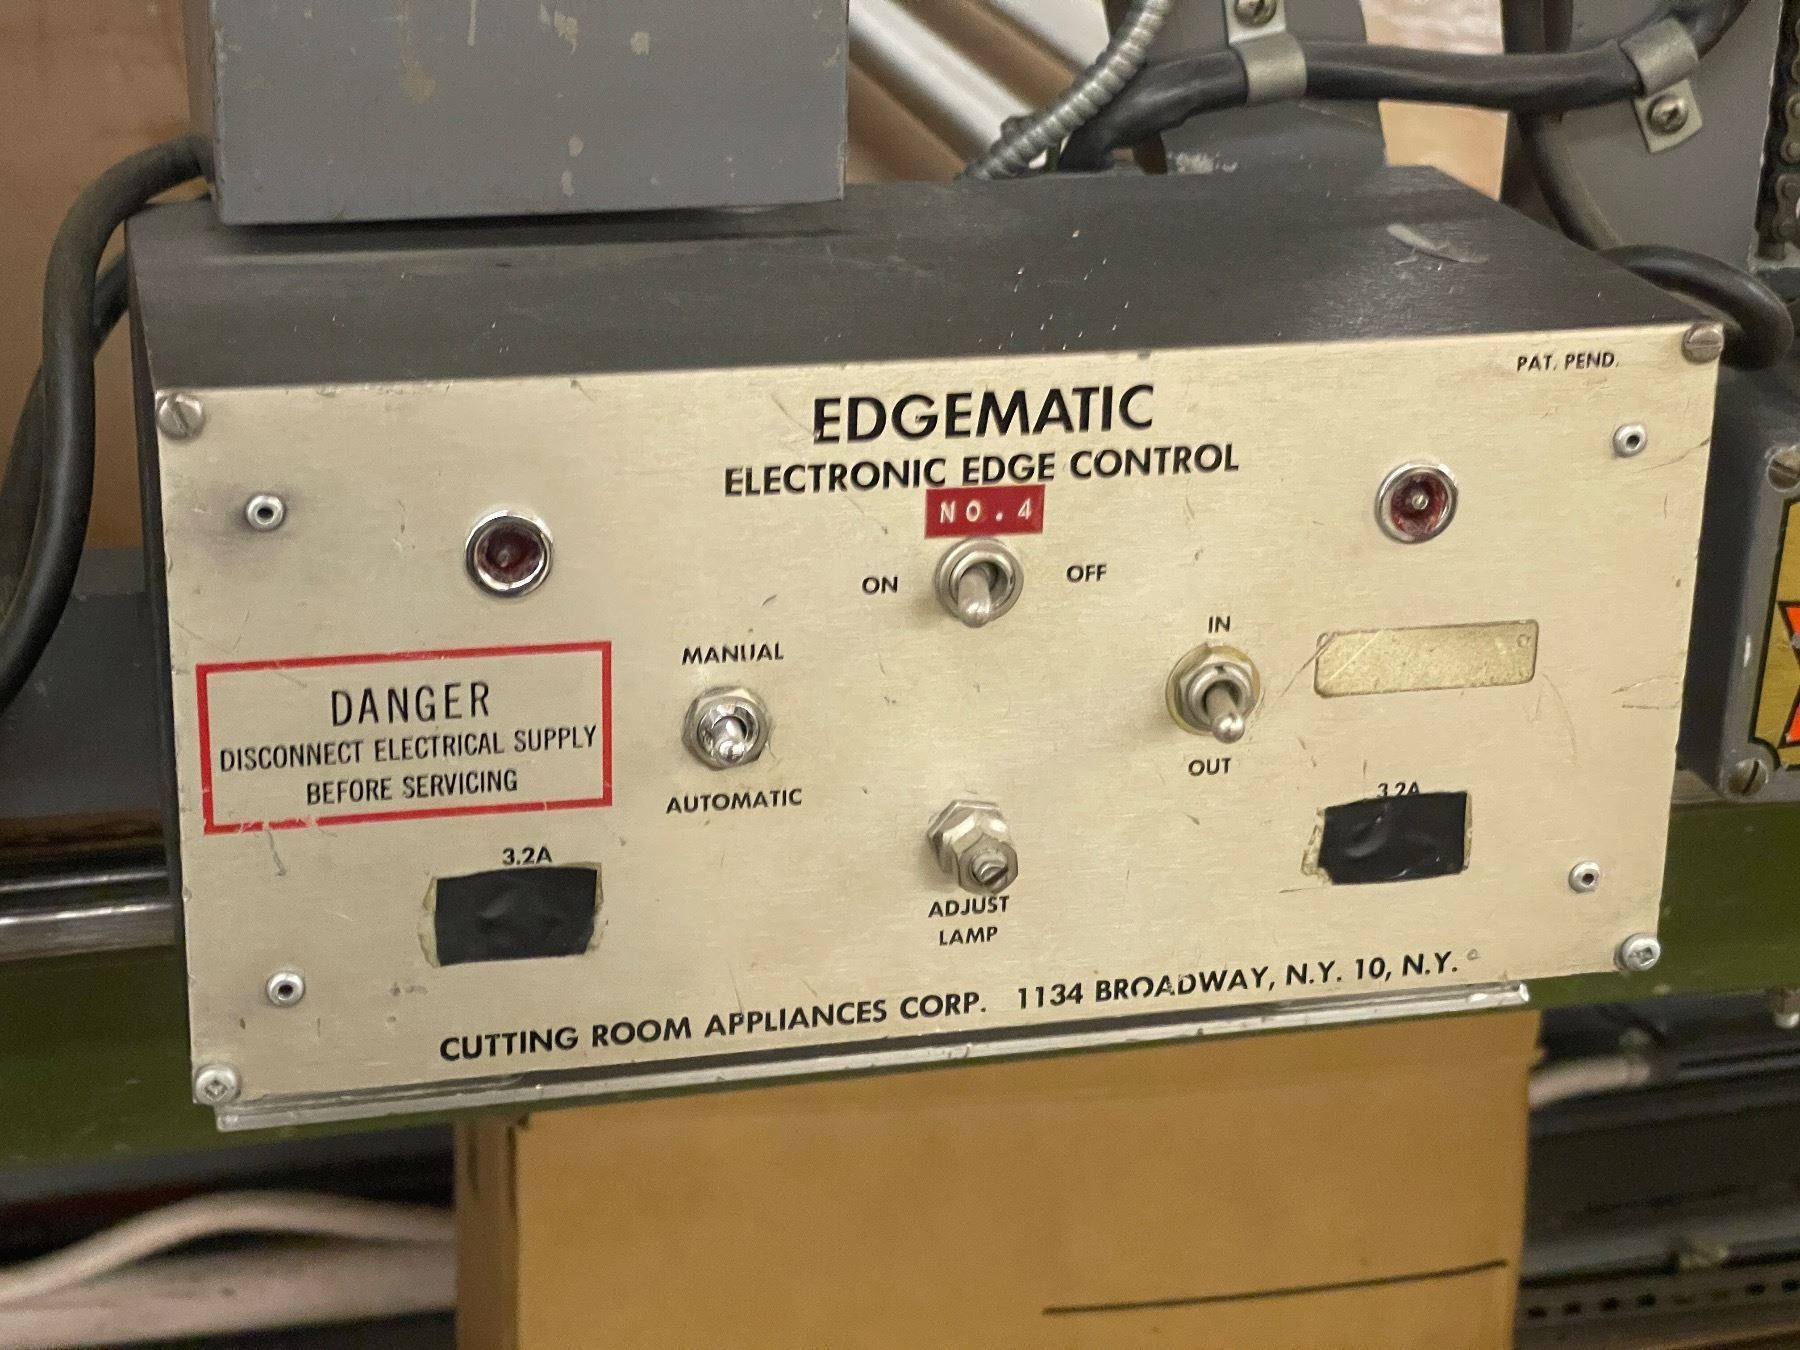 PAT. PEND.
EDGEMATIC
ELECTRONIC EDGE CONTROL
NO.4
ON
OFF
IN
MANUAL
DANGER
DISCONNECT ELECTRICAL SUPPLY
BEFORE SERVICING
OUT
AUTOMATIC
3.2A
3.2A
ADJUST
LAMP
CUTTING ROOM APPLIANCES CORP. 1134 BROADWAY, N.Y. 10, N.Y.